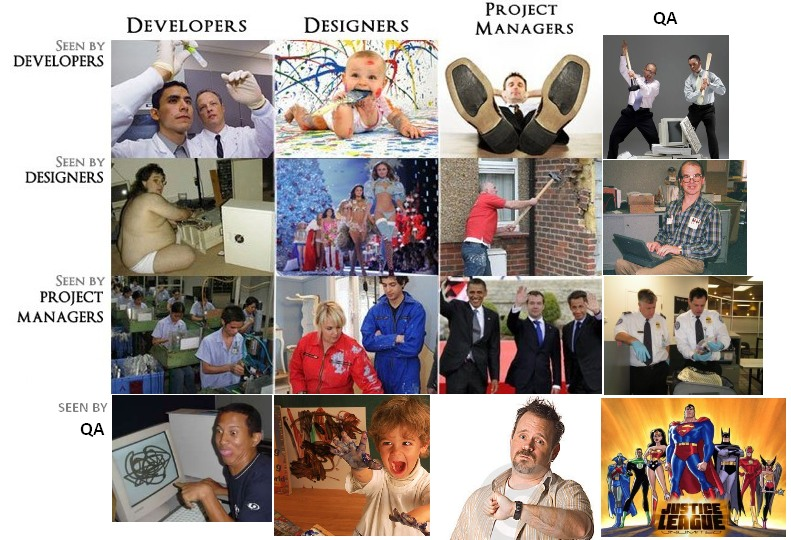 DEVELOPERS
DESIGNERS
PROJECT
MANAGERS
QA
SEEN BY
DEVELOPERS
SEEN BY
DESIGNERS
SEEN BY
PROJECT
MANAGERS
SEEN BY
QA
JUSTICE
LEAGUE
UNLIMITED